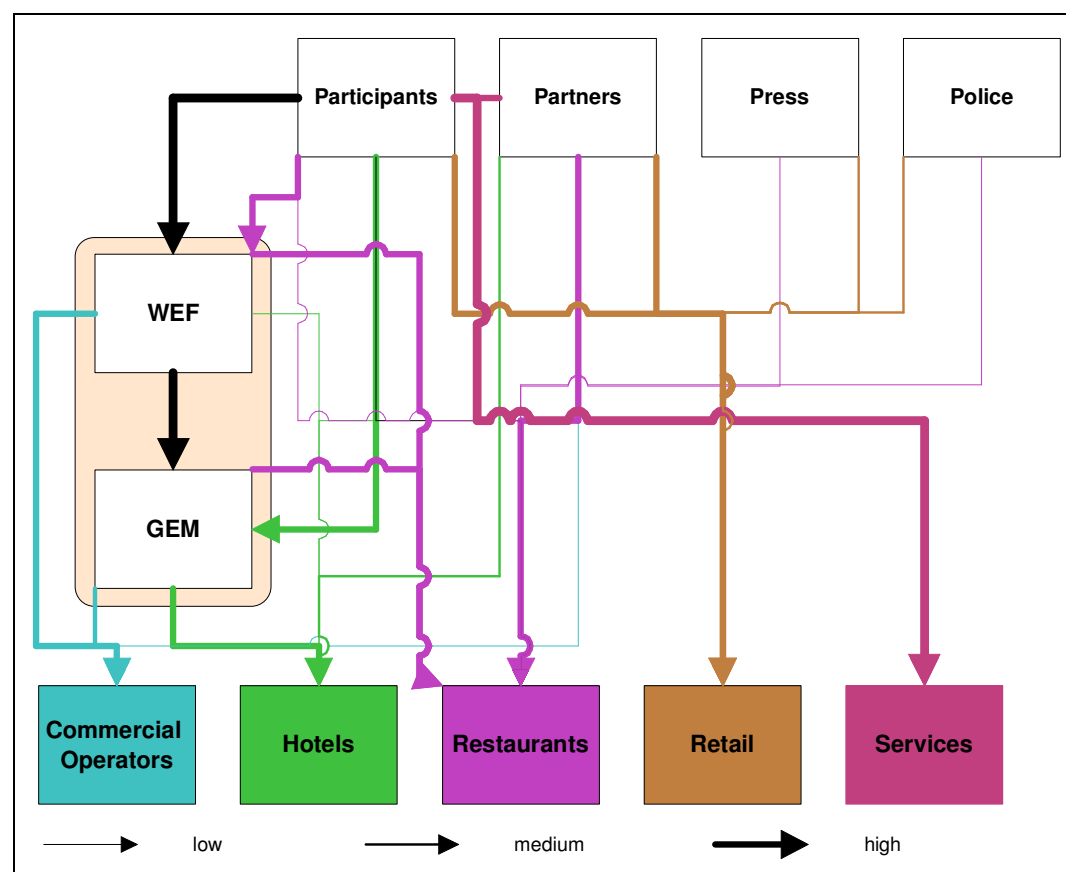 Participants
Partners
Press
Police
WEF
GEM
Commercial
Operators
Hotels
Restaurants
Retail
Services
low
medium
high